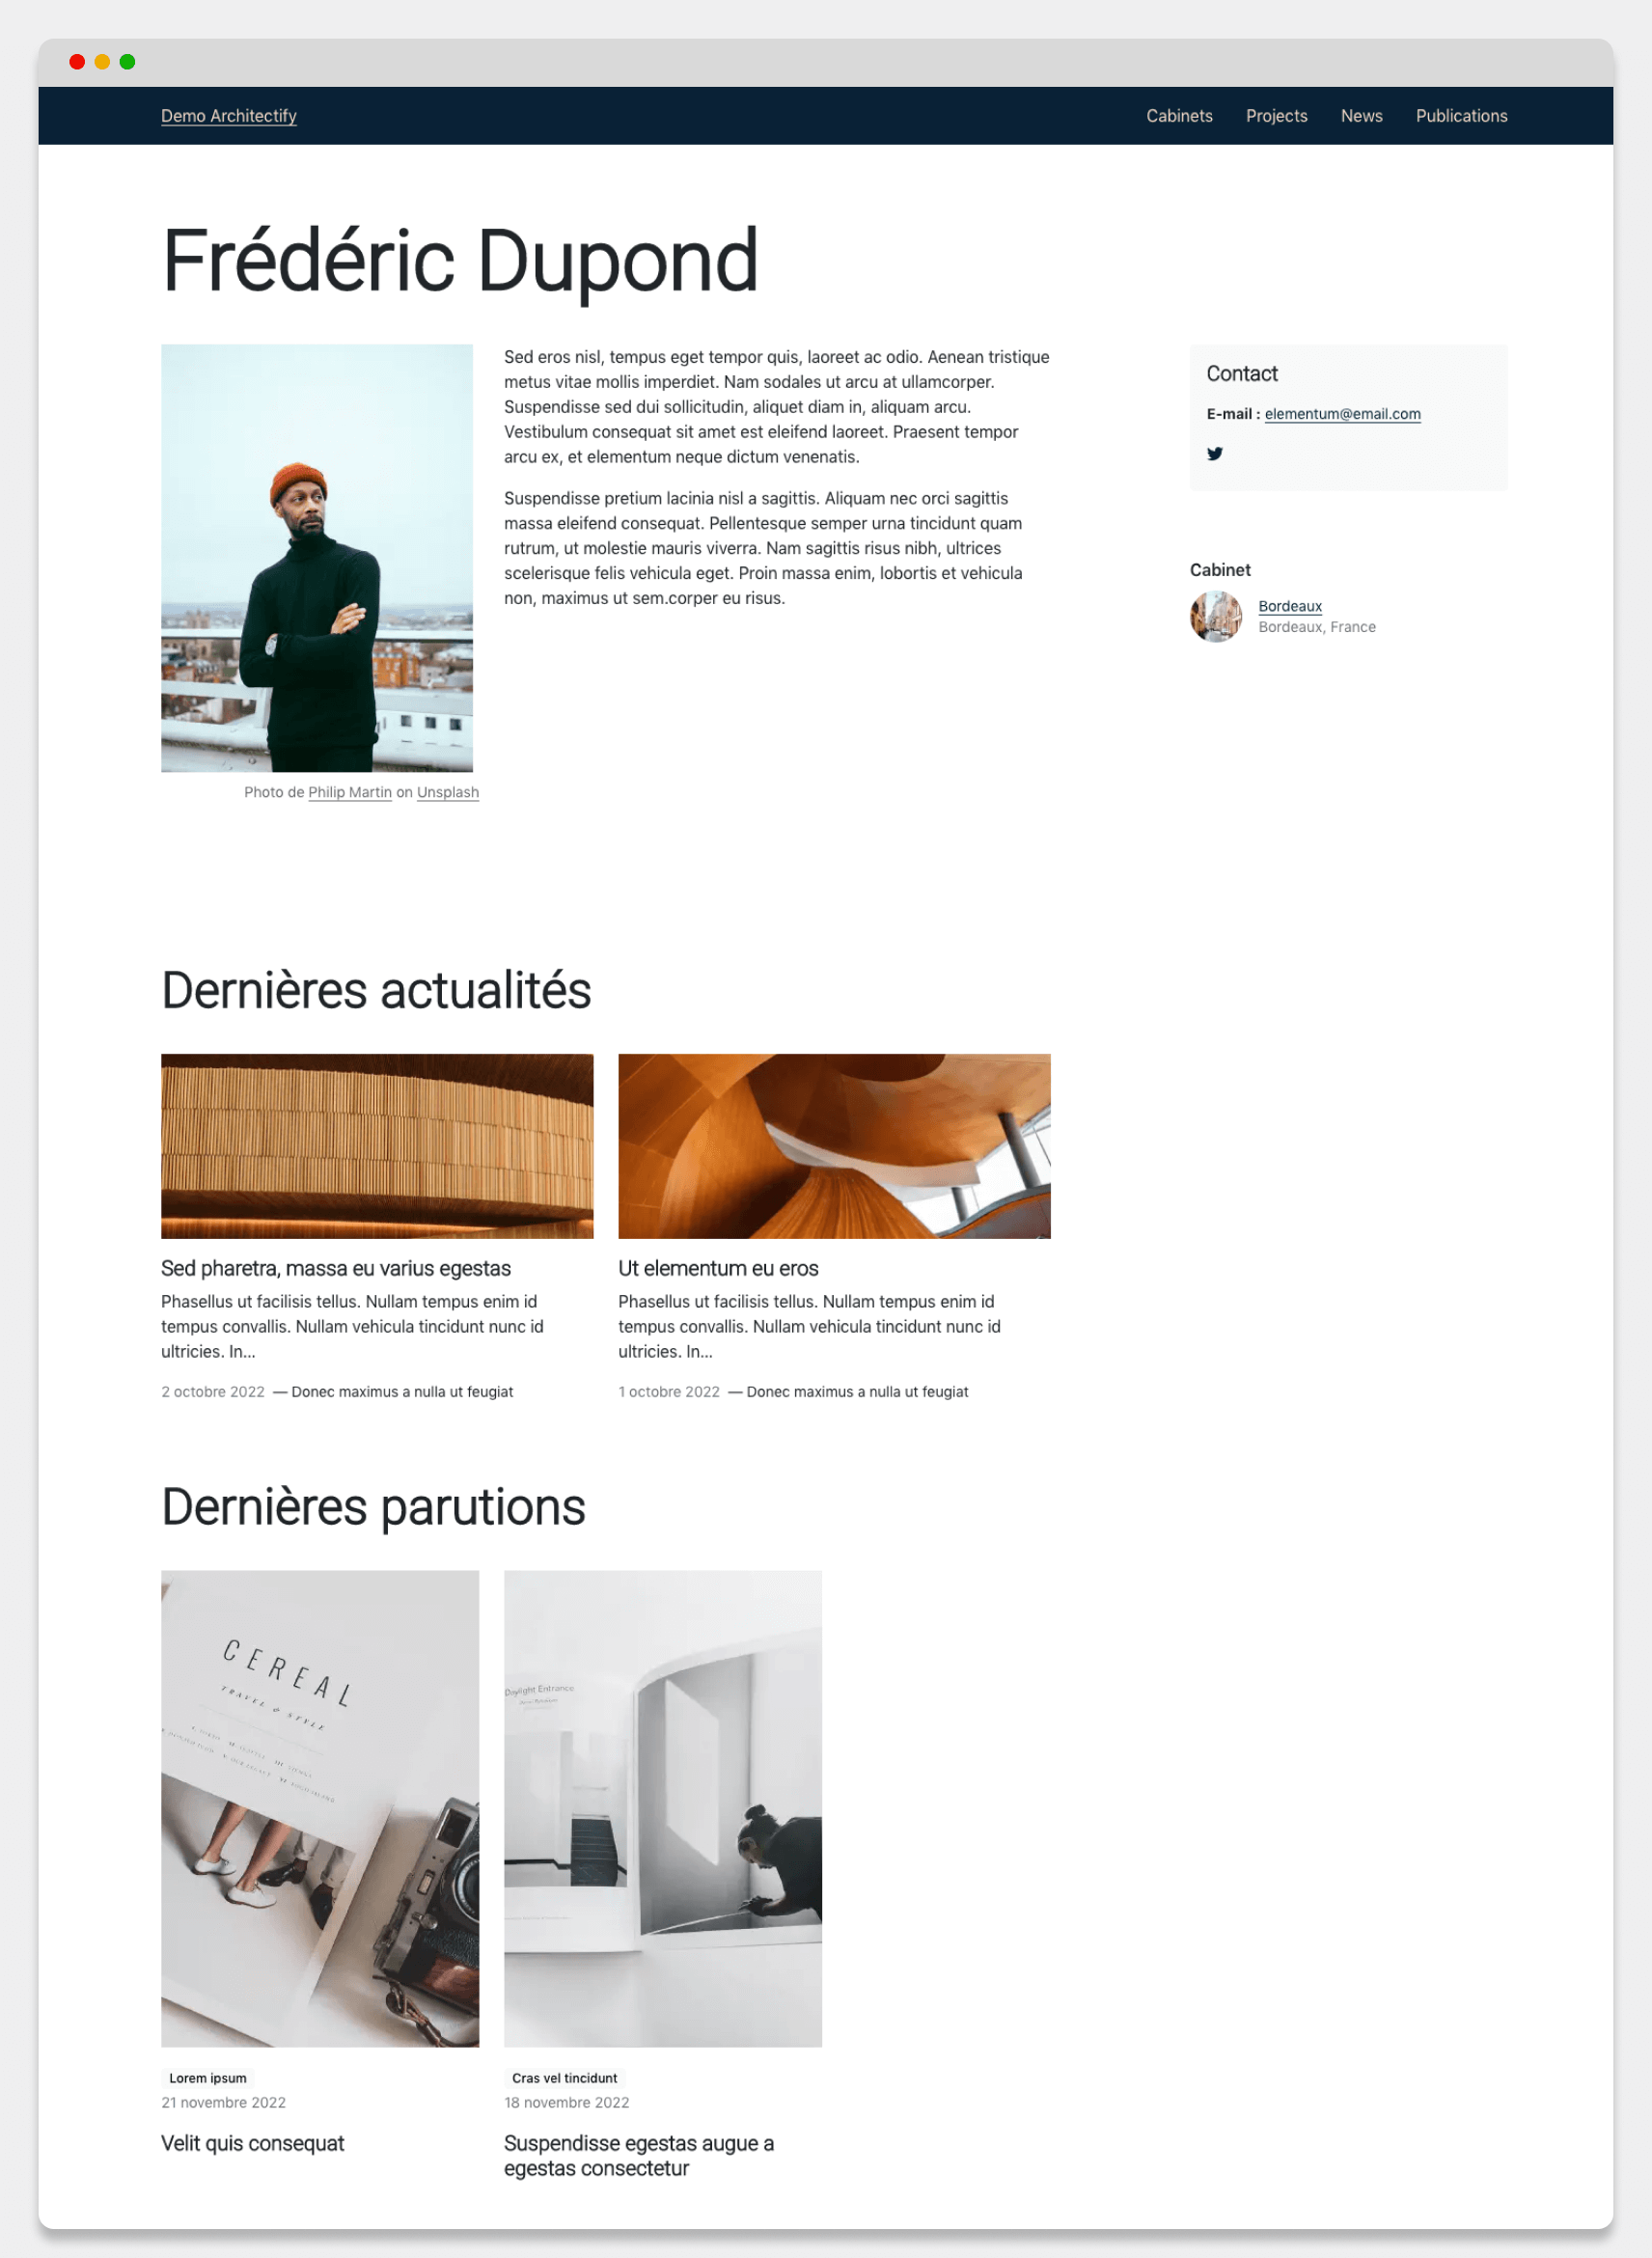 Demo Architectify
Cabinets Projects News Publications
Frédéric Dupond
Sed eros nisl, tempus eget tempor quis, laoreet ac odio. Aenean tristique
metus vitae mollis imperdiet. Nam sodales ut arcu at ullamcorper.
Suspendisse sed dui sollicitudin, aliquet diam in, aliquam arcu.
Vestibulum consequat sit amet est eleifend laoreet. Praesent tempor
arcu ex, et elementum neque dictum venenatis.
Suspendisse pretium lacinia nisl a sagittis. Aliquam nec orci sagittis
massa eleifend consequat. Pellentesque semper urna tincidunt quam
rutrum, ut molestie mauris viverra. Nam sagittis risus nibh, ultrices
scelerisque felis vehicula eget. Proin massa enim, lobortis et vehicula
non, maximus ut sem.corper eu risus.
Photo de Philip Martin on Unsplash
Contact
E-mail : elementum@email.com
Cabinet
Bordeaux
Bordeaux, France
Dernières actualités
Sed pharetra, massa eu varius egestas
Phasellus ut facilisis tellus. Nullam tempus enim id
tempus convallis. Nullam vehicula tincidunt nunc id
ultricies. In...
2 octobre 2022 — Donec maximus a nulla ut feugiat
Ut elementum eu eros
Phasellus ut facilisis tellus. Nullam tempus enim id
tempus convallis. Nullam vehicula tincidunt nunc id
ultricies. In...
1 octobre 2022 — Donec maximus a nulla ut feugiat
Dernières parutions
CEREAL
TRAVEL & STYLE
Lorem ipsum
21 novembre 2022
Velit quis consequat
Daylight Entrance
Cras vel tincidunt
18 novembre 2022
Suspendisse egestas augue a
egestas consectetur